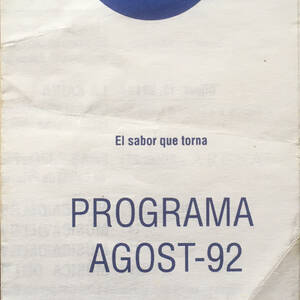 El sabor que torna
PROGRAMA
AGOST-92